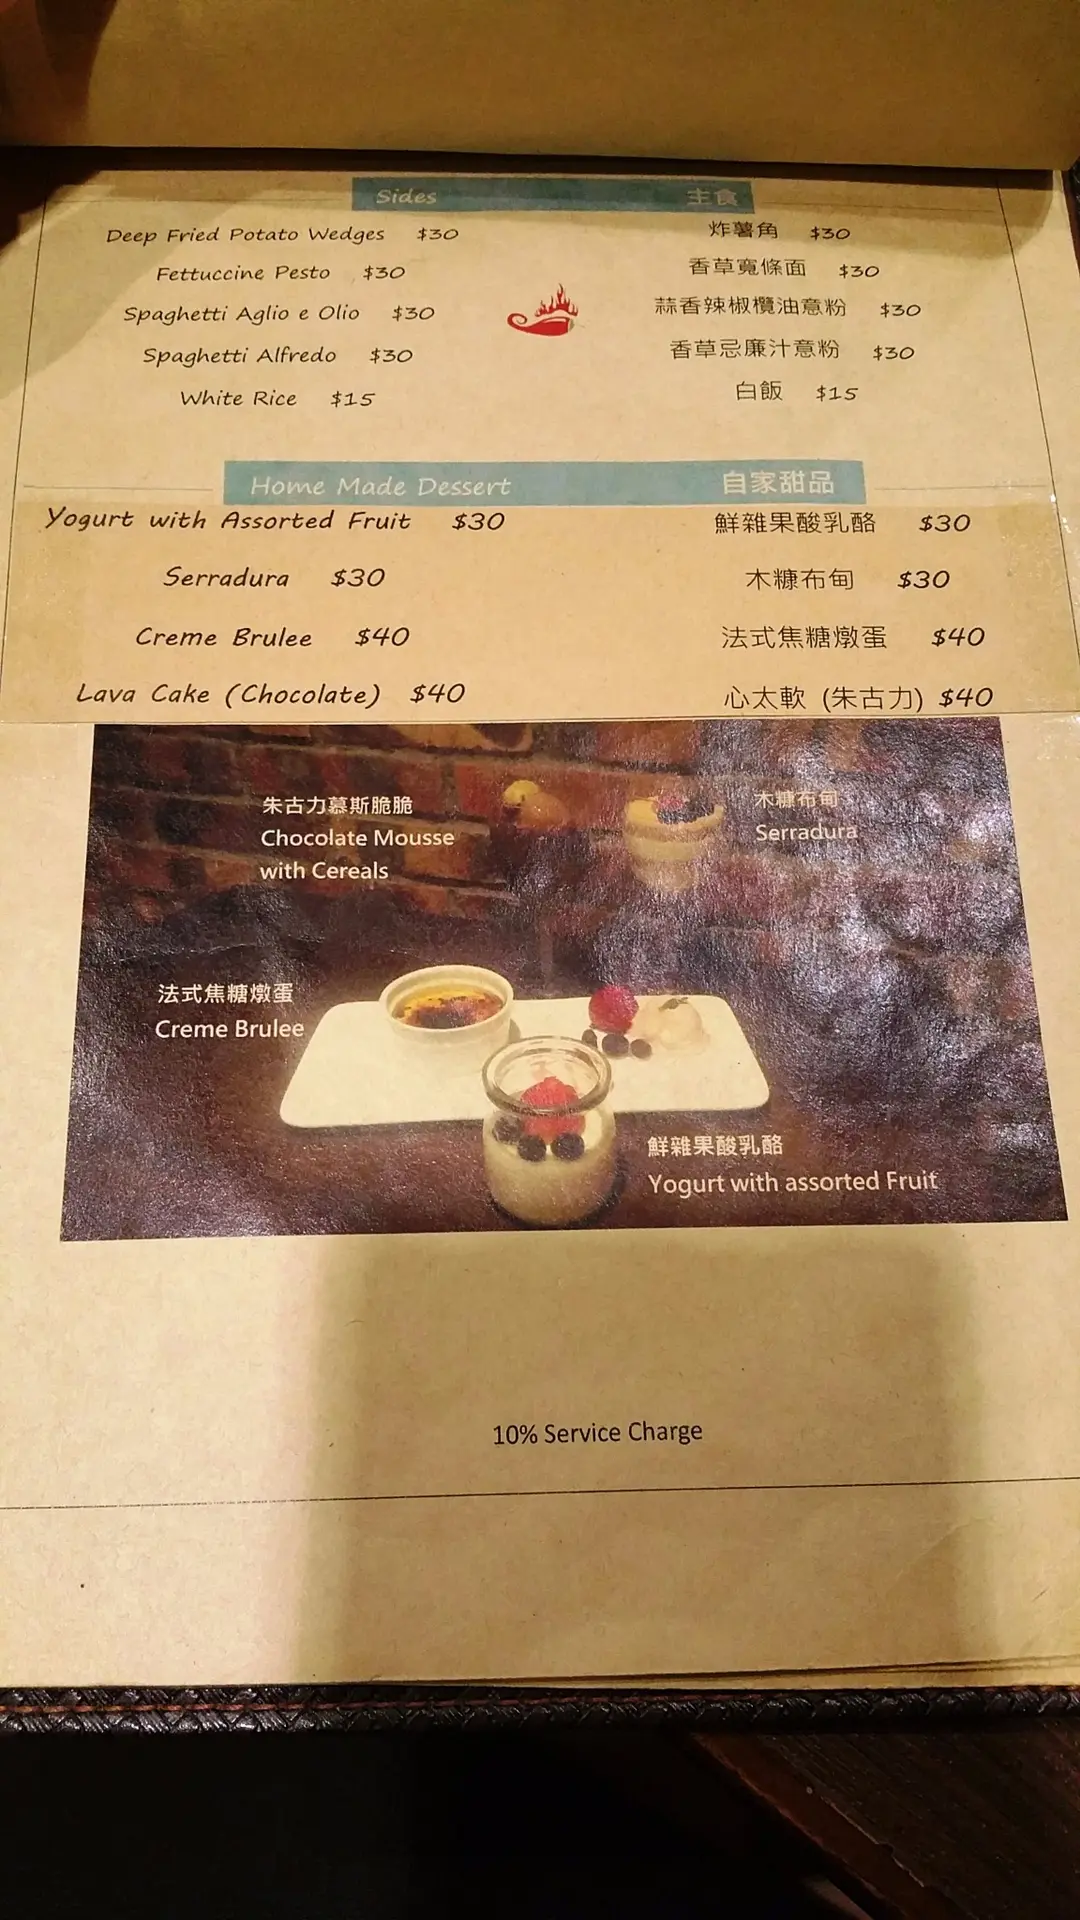 Sides 主食
Deep Fried Potato Wedges $30 炸薯角 $30
Fettuccine Pesto $30 香草寬條面 $30
Spaghetti Aglio e Olio $30 蒜香辣椒欖油意粉 $30
Spaghetti Alfredo $30 香草忌廉汁意粉 $30
White Rice $15 白飯 $15
Home Made Dessert 自家甜品
Yogurt with Assorted Fruit $30 鮮雜果酸乳酪 $30
Serradura $30 木糠布甸 $30
Creme Brulee $40 法式焦糖燉蛋 $40
Lava Cake (Chocolate) $40 心太軟 (朱古力) $40
朱古力慕斯脆脆
Chocolate Mousse
with Cereals
木糠布甸
Serradura
法式焦糖燉蛋
Creme Brulee
鮮雜果酸乳酪
Yogurt with assorted Fruit
10% Service Charge